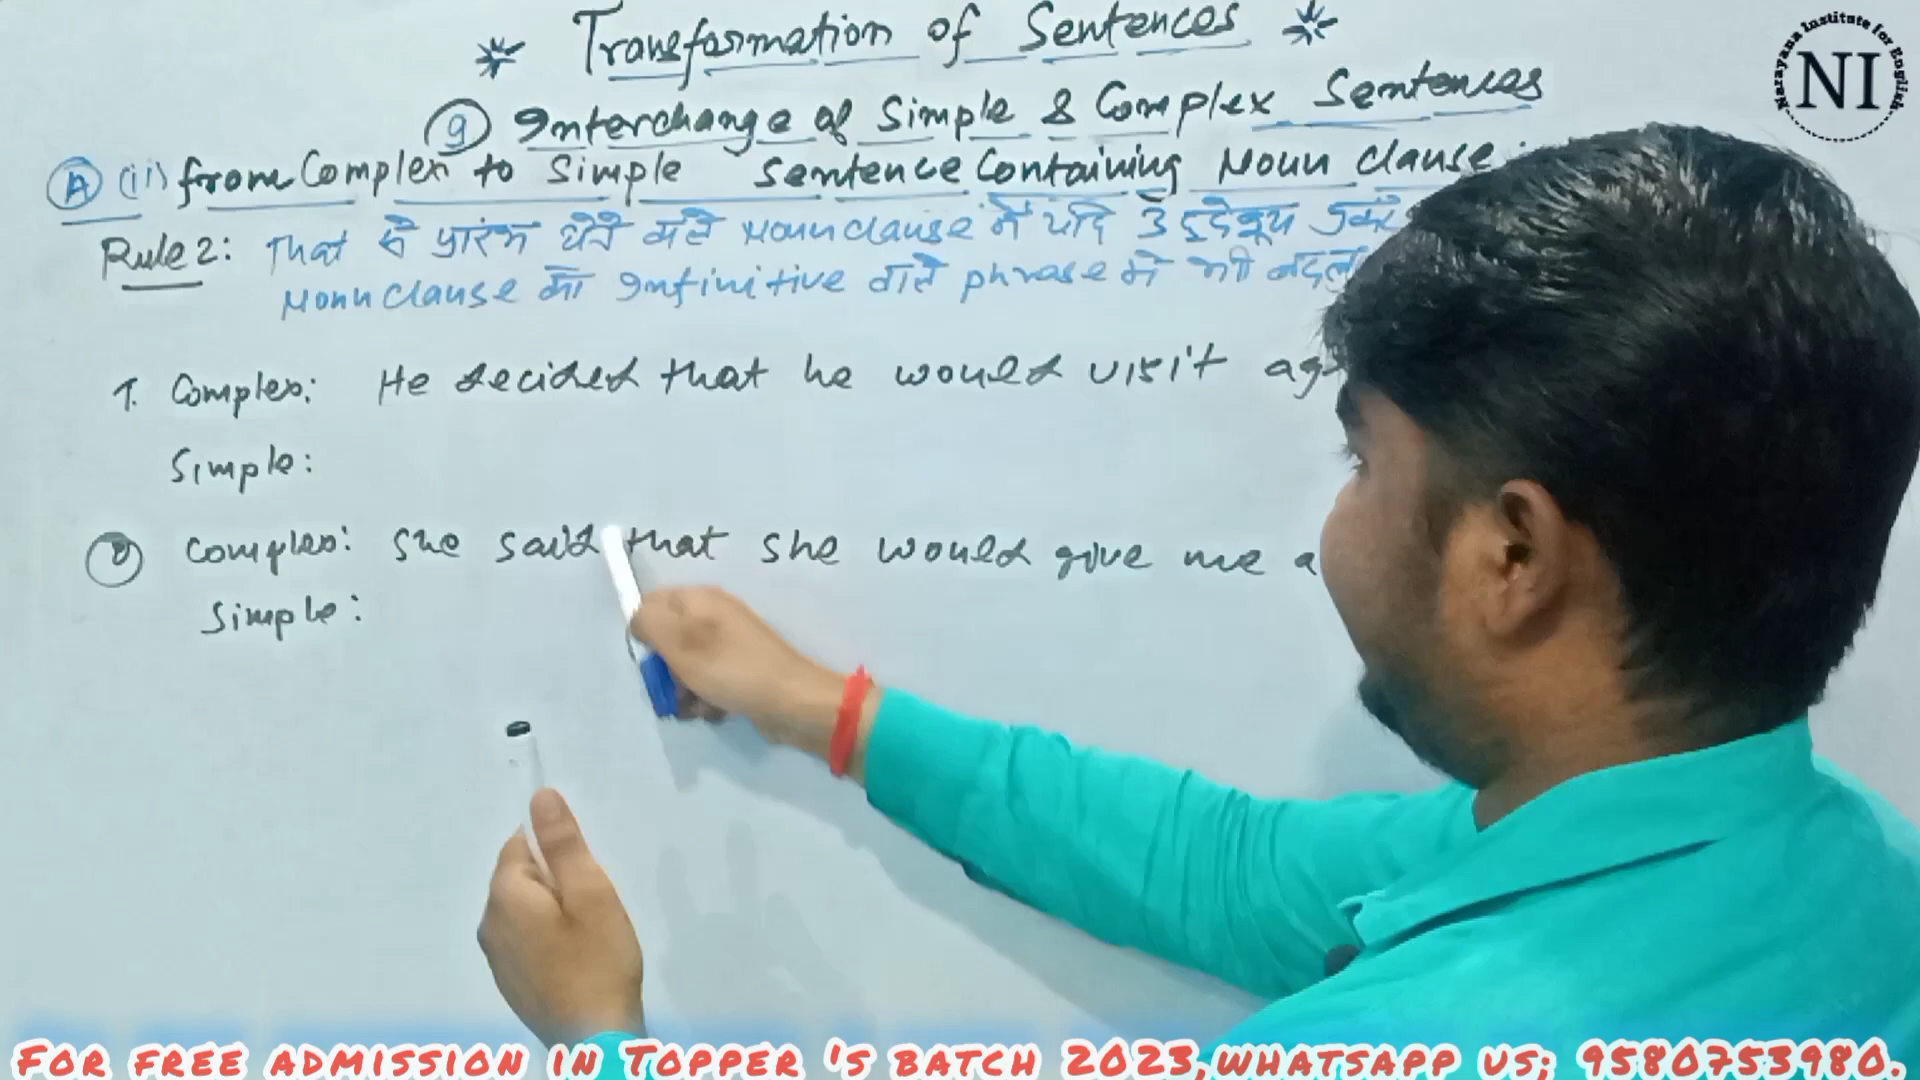 Transformation of Sentences
9 Interchange of Simple & Complex Sentences
A (ii) from Complex to Simple Sentence Containing Noun Clause
Rule 2: That से प्रारंभ होने वाले Noun clause में यदि उद्देश्य
Noun Clause को Infinitive वाले phrase में भी बदल
1. Complex: He decided that he would visit
Simple:
2 Complex: She said that she would give me a
Simple:
Narayana Institute for English
NI
For free admission in Topper 's batch 2023,whatsapp us; 9580753980.